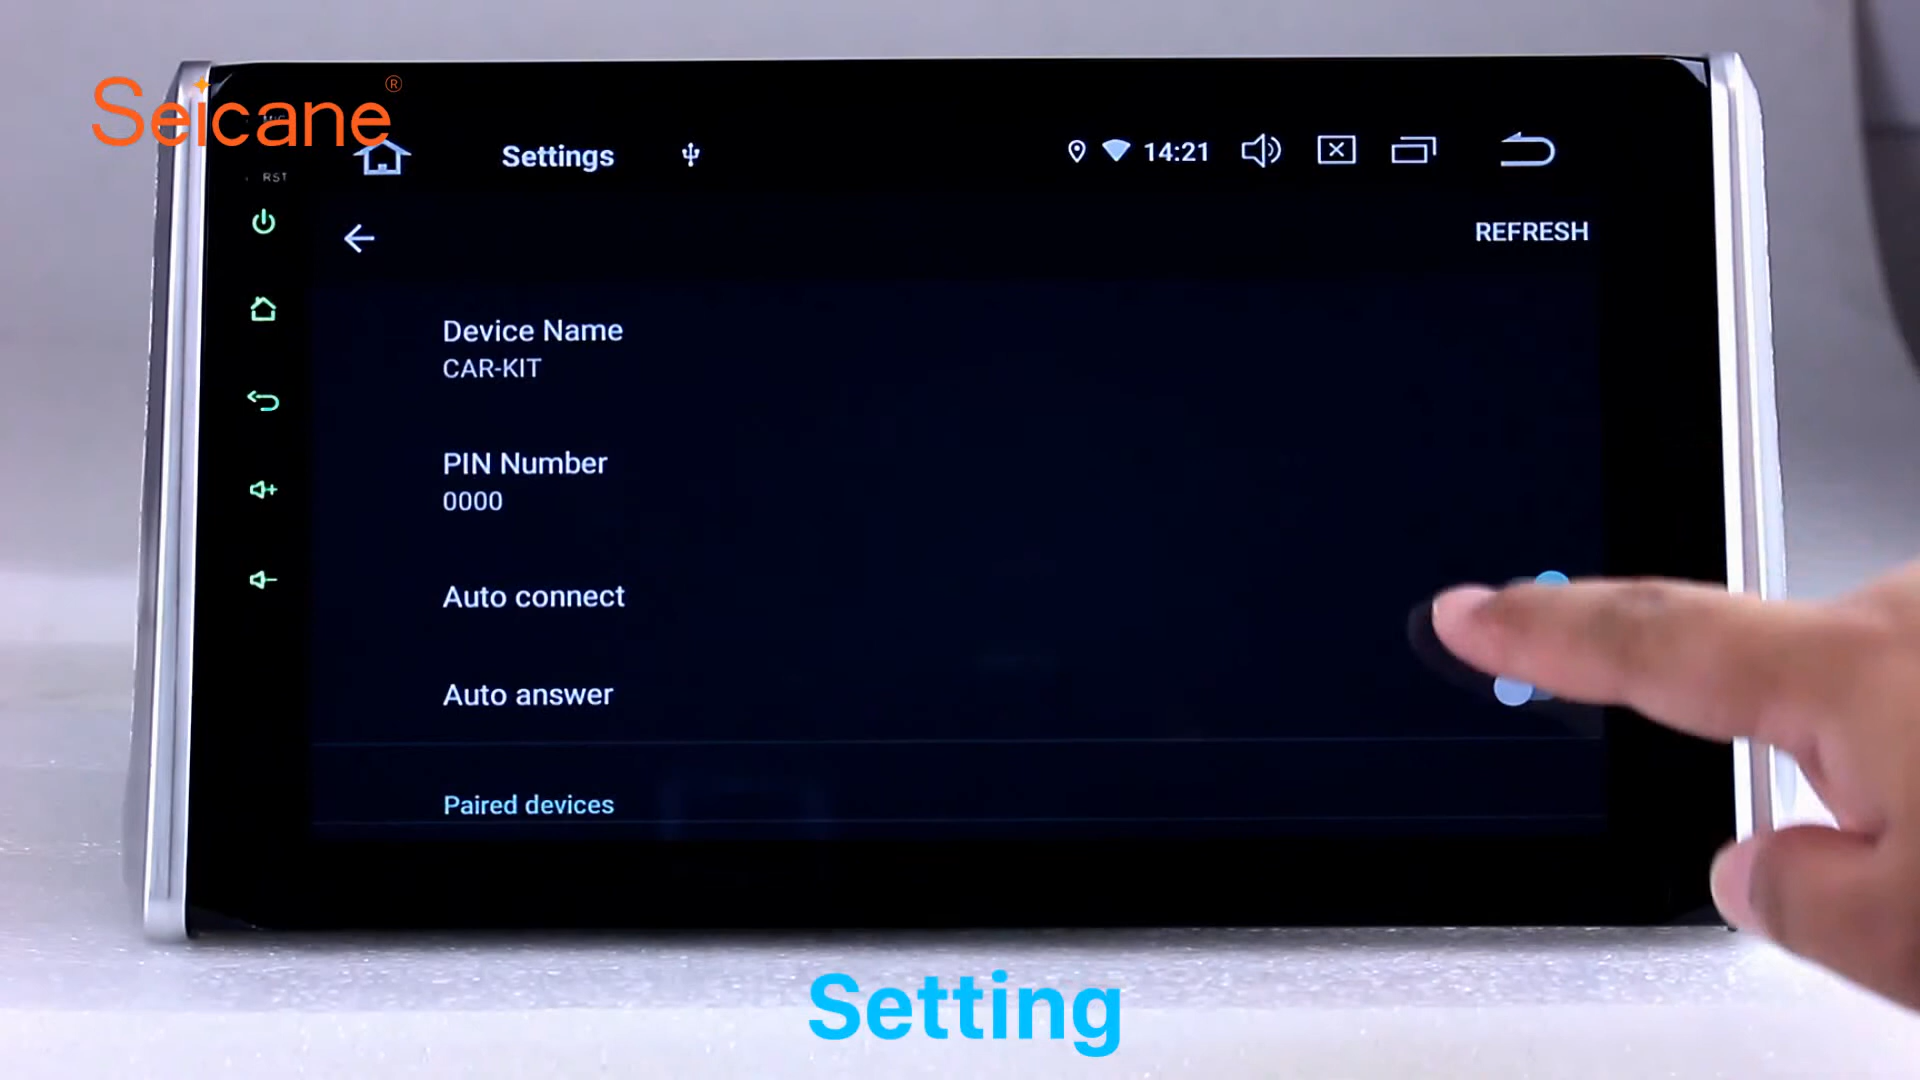 Seicane®
RST
Settings
14:21
REFRESH
Device Name
CAR-KIT
PIN Number
0000
Auto connect
Auto answer
Paired devices
Setting